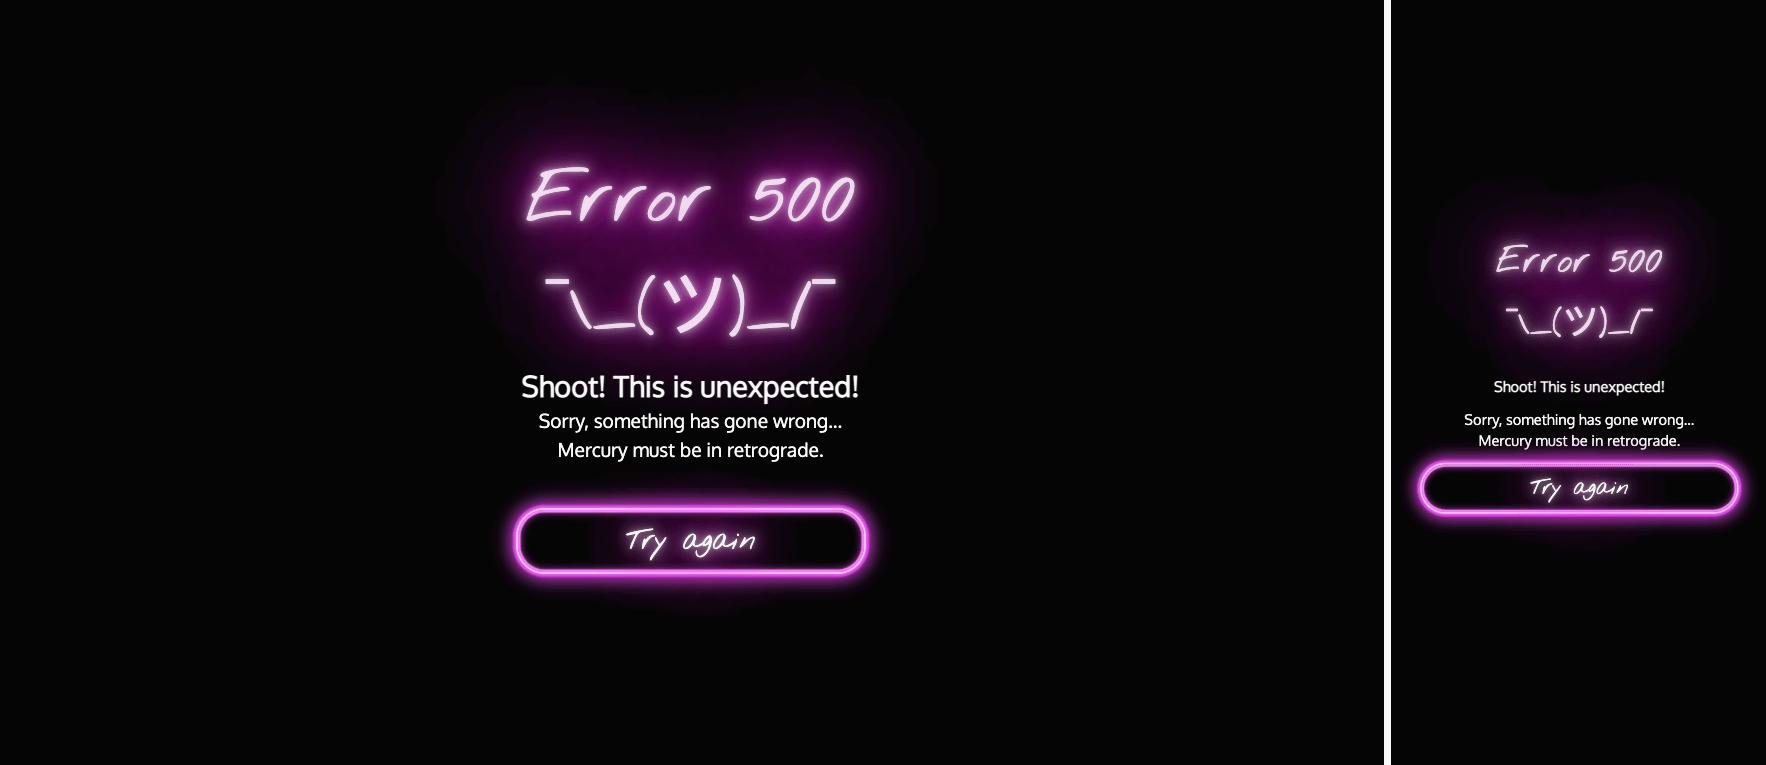 Error 500
¯\_(ツ)_/¯
Shoot! This is unexpected!
Sorry, something has gone wrong...
Mercury must be in retrograde.
Try again
Error 500
¯\_(ツ)_/¯
Shoot! This is unexpected!
Sorry, something has gone wrong...
Mercury must be in retrograde.
Try again